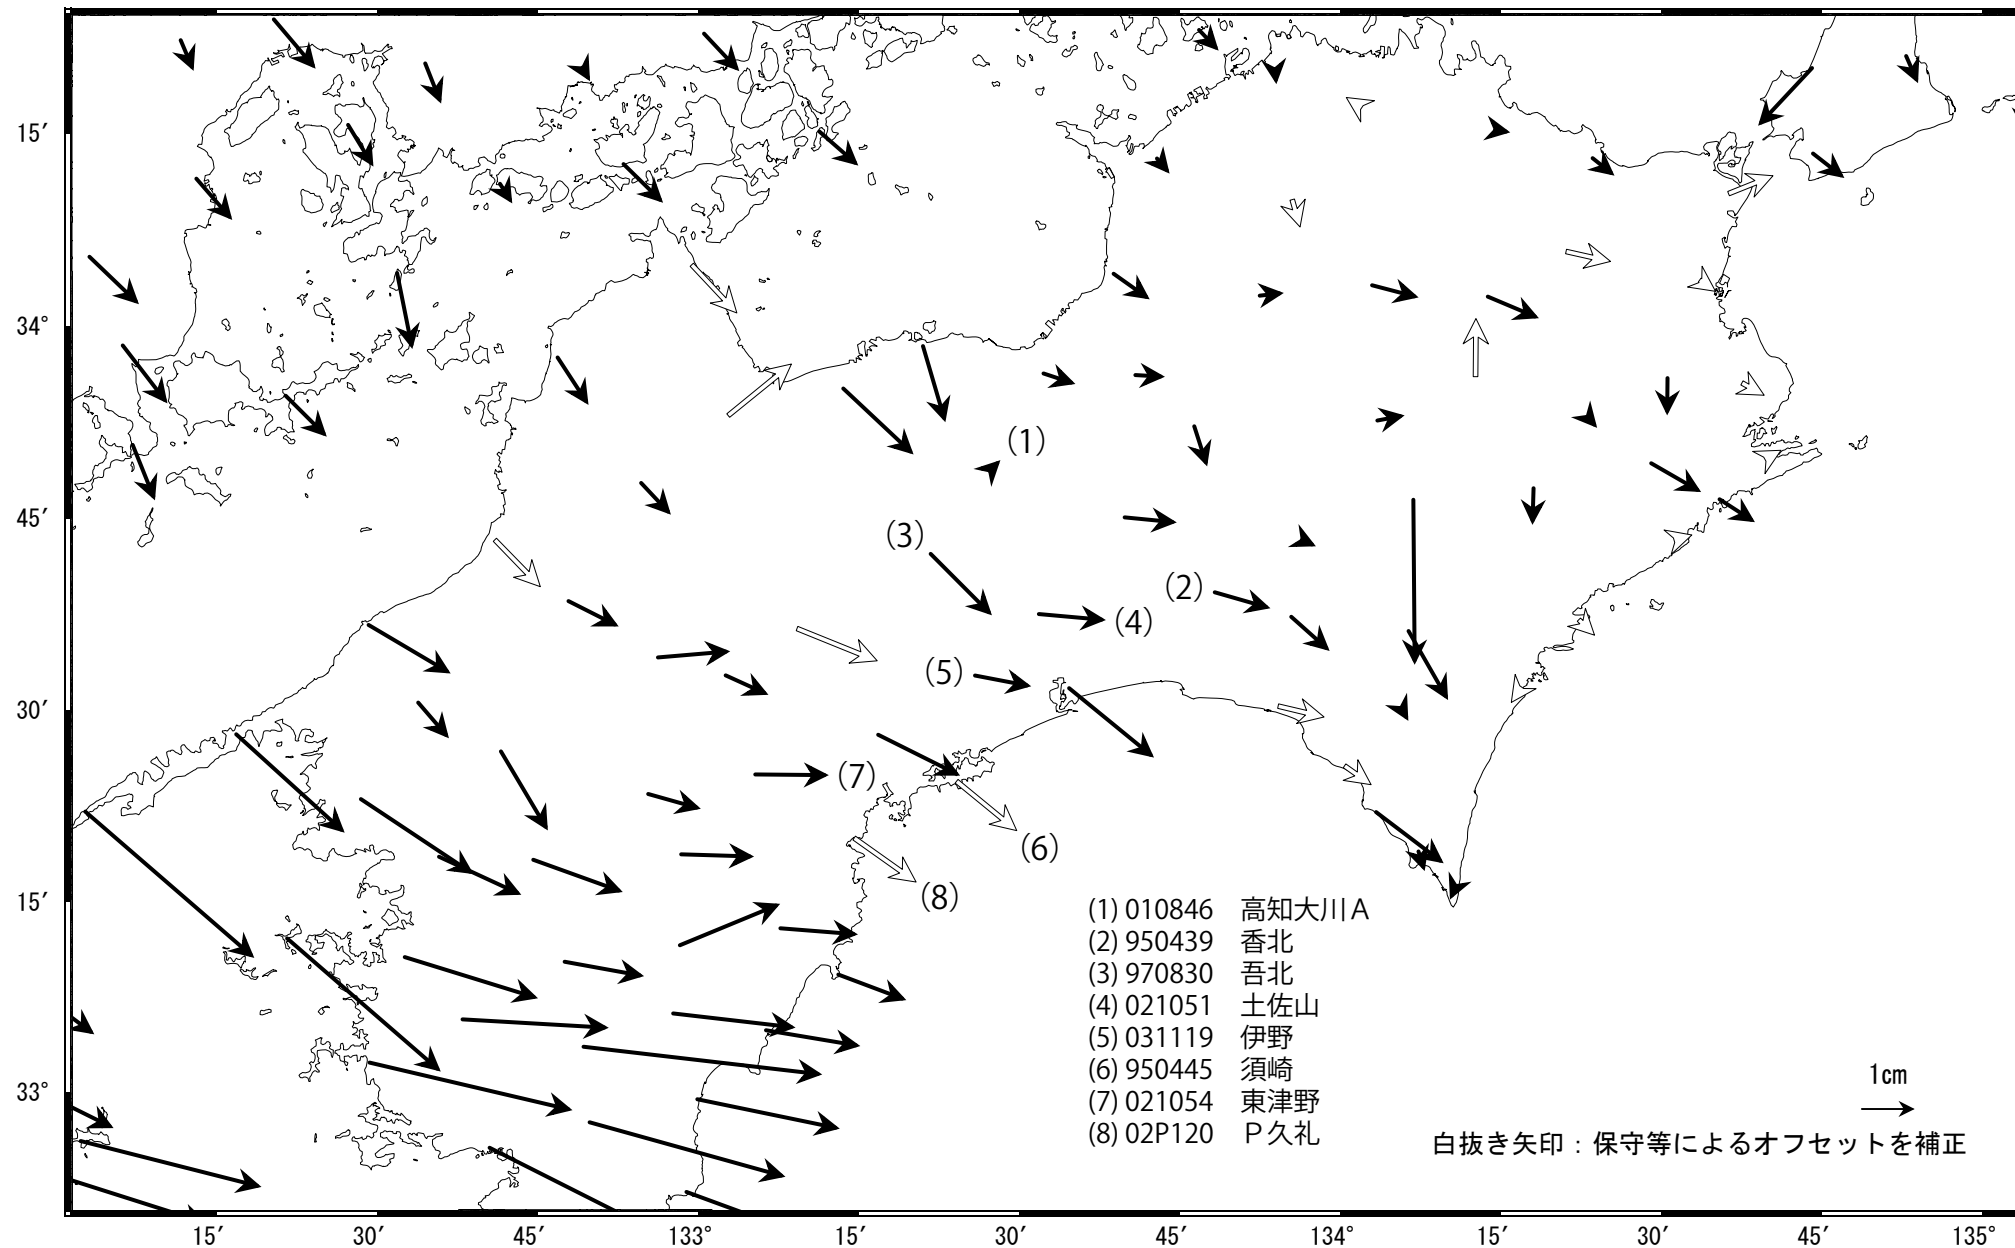 15′
34°
45′
30′
15′
33°
(1)
(3)
(2)
(4)
(5)
(7)
(6)
(8)
(1) 010846 高知大川A
(2) 950439 香北
(3) 970830 吾北
(4) 021051 土佐山
(5) 031119 伊野
(6) 950445 須崎
(7) 021054 東津野
(8) 02P120 P久礼
1cm
白抜き矢印：保守等によるオフセットを補正
15′ 30′ 45′ 133° 15′ 30′ 45′ 134° 15′ 30′ 45′ 135°